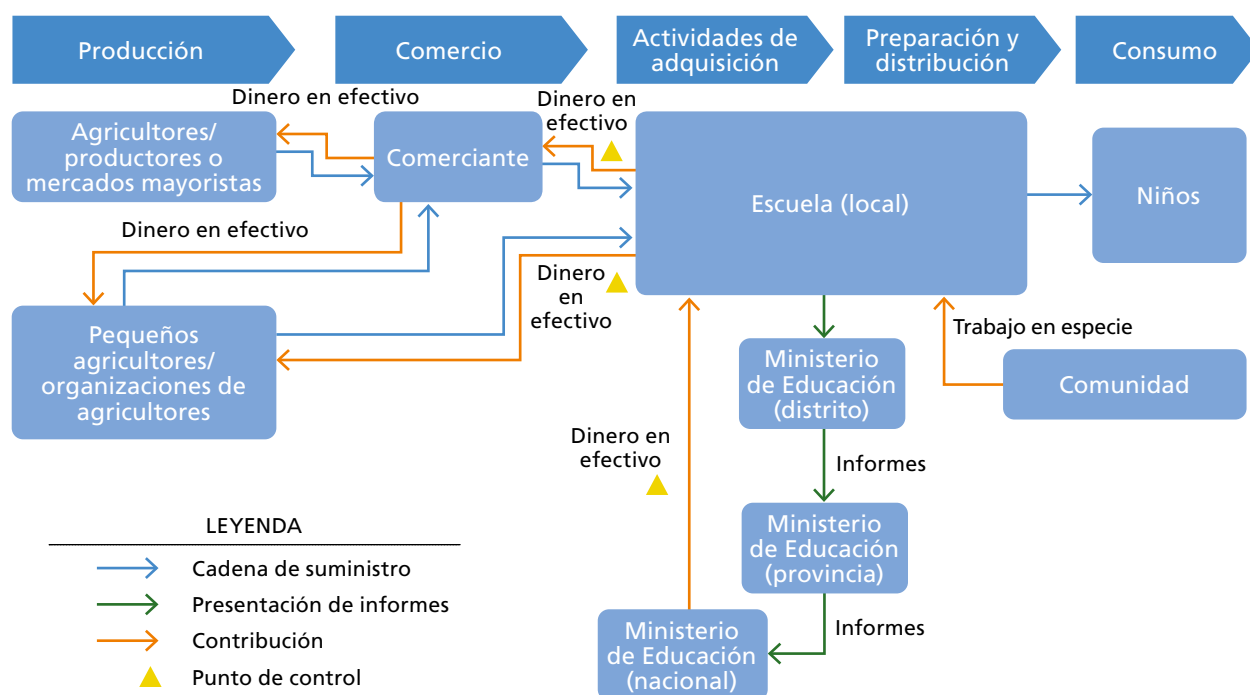 Producción
Comercio
Actividades de
adquisición
Preparación y
distribución
Consumo
Dinero en efectivo
Dinero en
efectivo
Agricultores/
productores o
mercados mayoristas
Comerciante
Escuela (local)
Niños
Dinero en efectivo
Dinero
en
efectivo
Pequeños
agricultores/
organizaciones de
agricultores
Trabajo en especie
Ministerio
de Educación
(distrito)
Comunidad
Dinero en
efectivo
Informes
Ministerio
de Educación
(provincia)
Informes
Ministerio
de Educación
(nacional)
LEYENDA
Cadena de suministro
Presentación de informes
Contribución
Punto de control